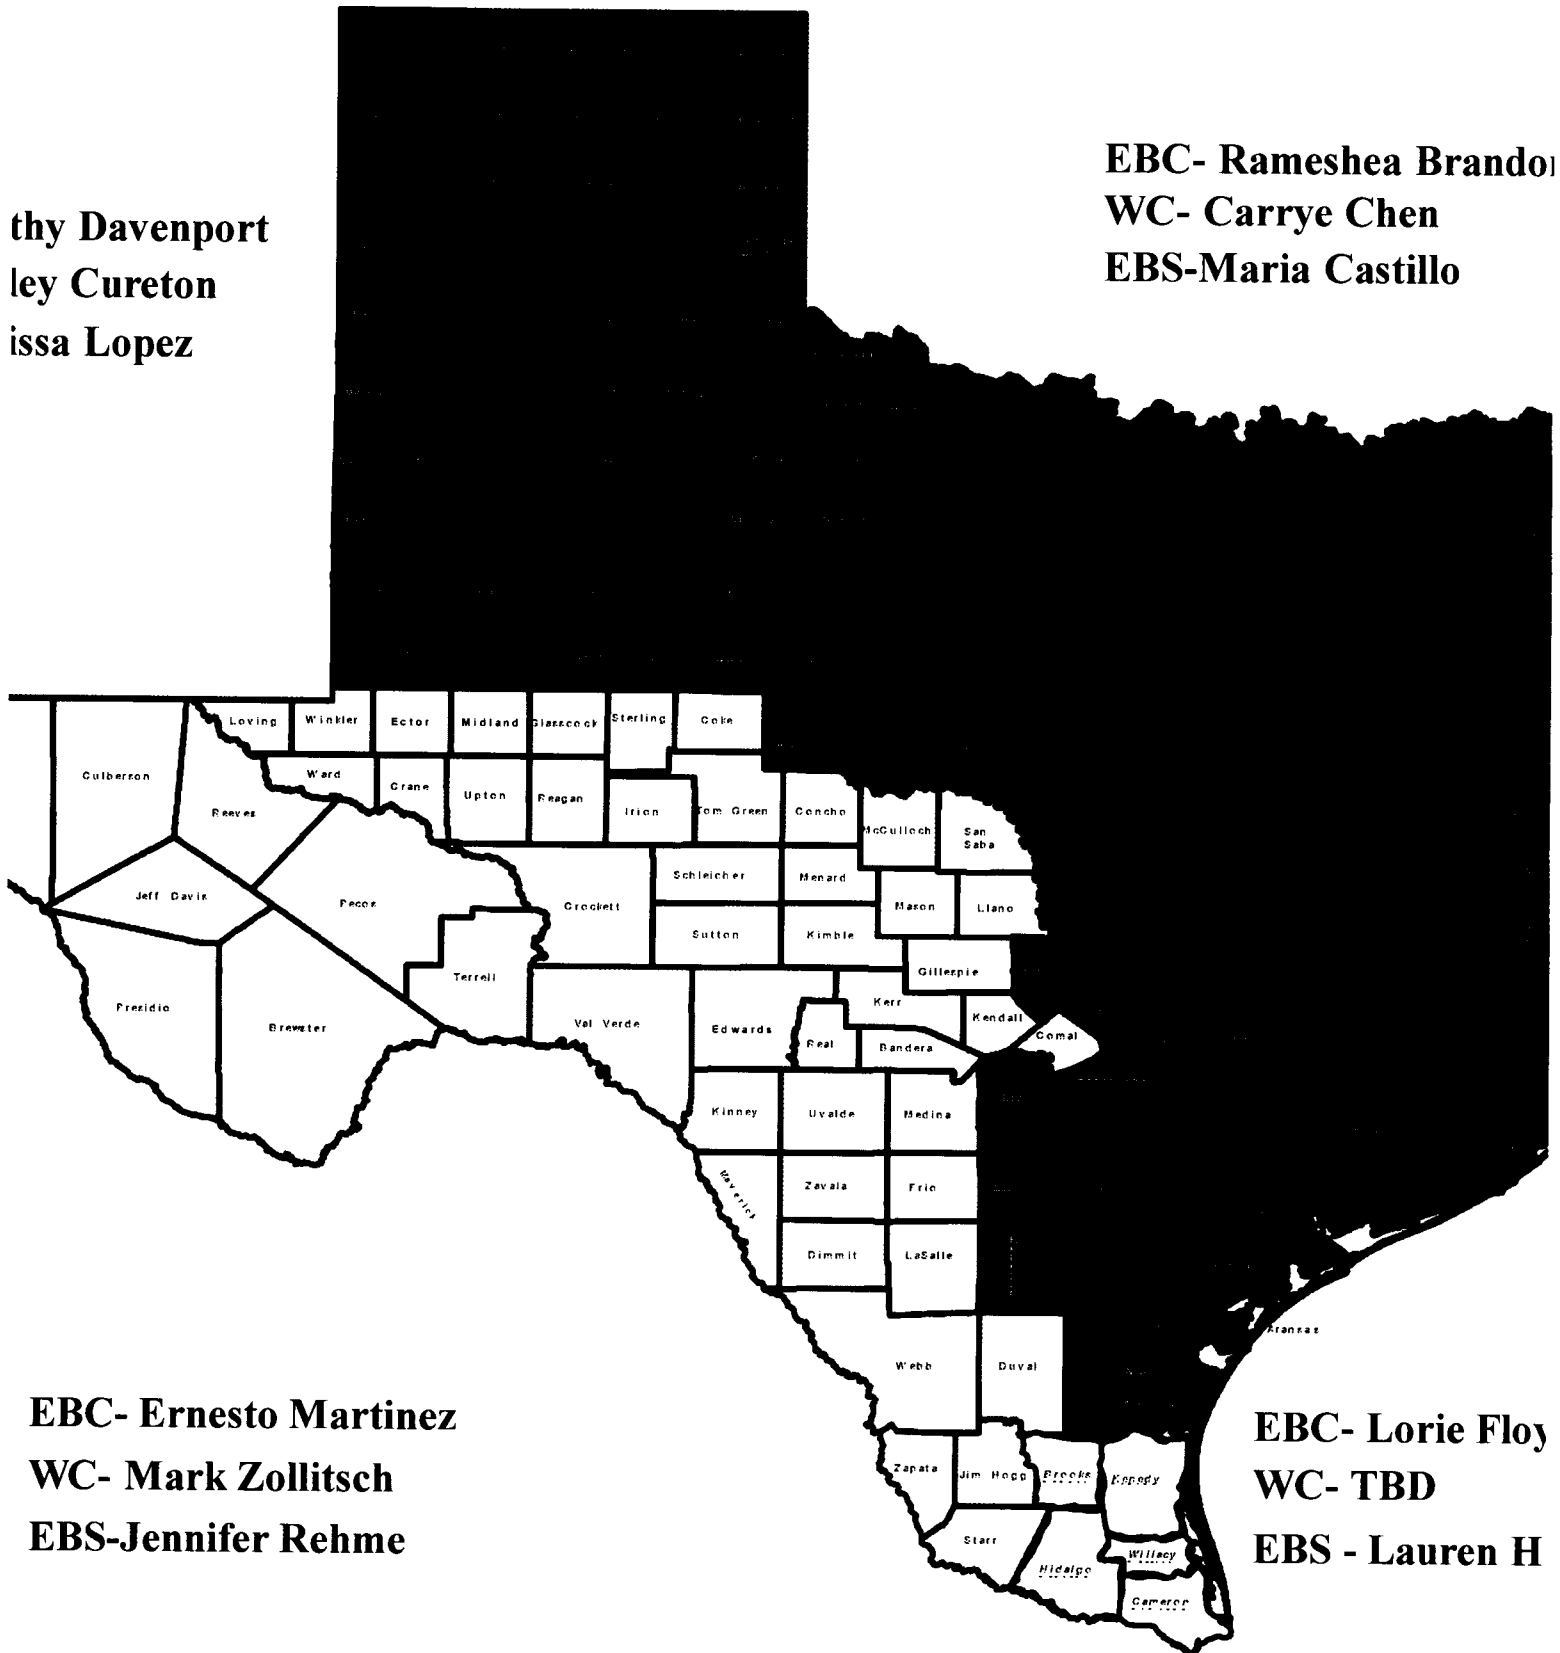 EBC- Rameshea Brandon
WC- Carrye Chen
EBS-Maria Castillo
thy Davenport
ley Cureton
issa Lopez
Loving
Winkler
Ector
Midland
Glasscock
Sterling
Coke
Culberson
Ward
Crane
Upton
Reagan
Irion
Tom Green
Concho
McCulloch
San
Saba
Reeves
Jeff Davis
Pecos
Crockett
Schleicher
Menard
Mason
Llano
Sutton
Kimble
Gillespie
Terrell
Presidio
Brewster
Val Verde
Edwards
Kerr
Real
Kendall
Bandera
Comal
Kinney
Uvalde
Medina
Maverick
Zavala
Frio
Dimmit
LaSalle
Aransas
Webb
Duval
EBC- Ernesto Martinez
WC- Mark Zollitsch
EBS-Jennifer Rehme
Zapata
Jim Hogg
Brooks
Kenedy
Starr
Hidalgo
Willacy
Cameron
EBC- Lorie Floy
WC- TBD
EBS - Lauren H